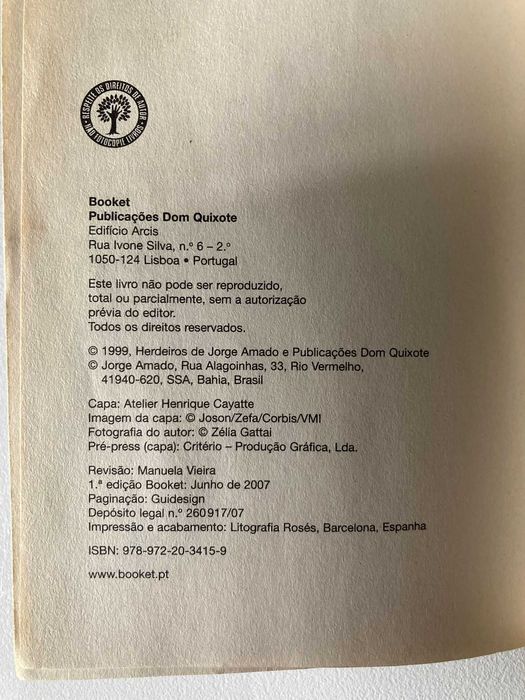 RESPEITE OS DIREITOS DE AUTOR
NÃO FOTOCOPIE LIVROS
Booket
Publicações Dom Quixote
Edifício Arcis
Rua Ivone Silva, n.º 6 – 2.º
1050-124 Lisboa • Portugal
Este livro não pode ser reproduzido,
total ou parcialmente, sem a autorização
prévia do editor.
Todos os direitos reservados.
© 1999, Herdeiros de Jorge Amado e Publicações Dom Quixote
© Jorge Amado, Rua Alagoinhas, 33, Rio Vermelho,
41940-620, SSA, Bahia, Brasil
Capa: Atelier Henrique Cayatte
Imagem da capa: © Joson/Zefa/Corbis/VMI
Fotografia do autor: © Zélia Gattai
Pré-press (capa): Critério – Produção Gráfica, Lda.
Revisão: Manuela Vieira
1.ª edição Booket: Junho de 2007
Paginação: Guidesign
Depósito legal n.º 260917/07
Impressão e acabamento: Litografia Rosés, Barcelona, Espanha
ISBN: 978-972-20-3415-9
www.booket.pt